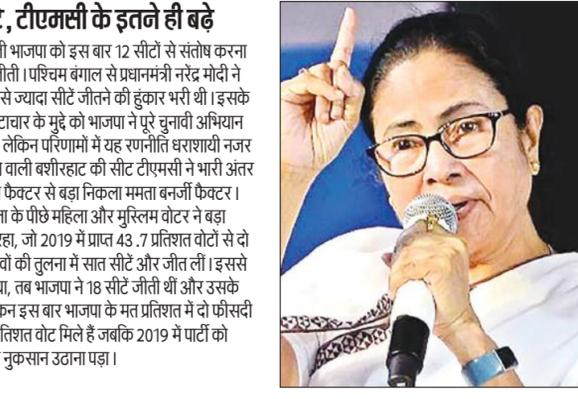 , टीएमसी के इतने ही बढ़े
भाजपा को इस बार 12 सीटों से संतोष करना
। पश्चिम बंगाल से प्रधानमंत्री नरेंद्र मोदी ने
से ज्यादा सीटें जीतने की हुंकार भरी थी। इसके
के मुद्दे को भाजपा ने पूरे चुनावी अभियान
लेकिन परिणामों में यह रणनीति धराशायी नजर
वाली बशीरहाट की सीट टीएमसी ने भारी अंतर
फैक्टर से बड़ा निकला ममता बनर्जी फैक्टर।
के पीछे महिला और मुस्लिम वोटर ने बड़ा
, जो 2019 में प्राप्त 43 .7 प्रतिशत वोटों से दो
की तुलना में सात सीटें और जीत लीं। इससे
, तब भाजपा ने 18 सीटें जीती थीं और उसके
इस बार भाजपा के मत प्रतिशत में दो फीसदी
वोट मिले हैं जबकि 2019 में पार्टी को
नुकसान उठाना पड़ा।